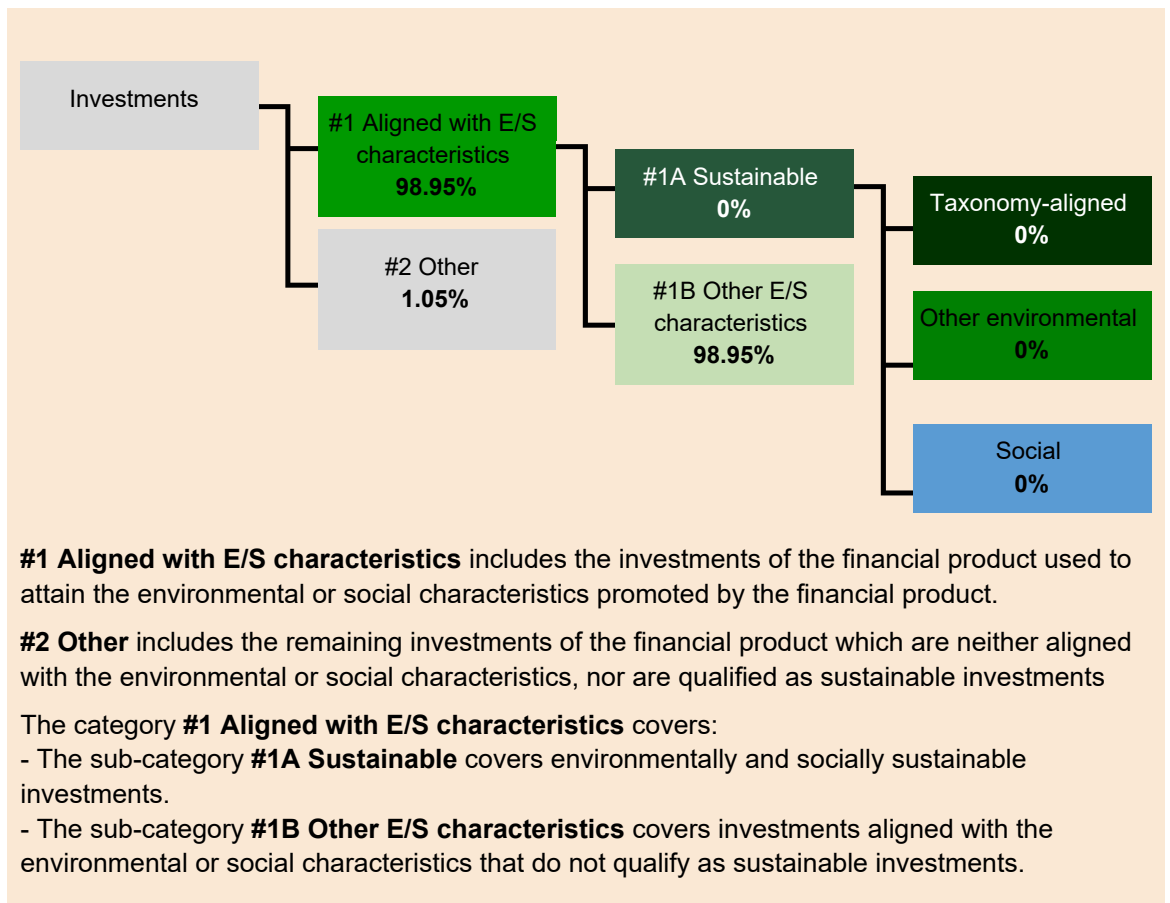 Investments
#1 Aligned with E/S
characteristics
98.95%
#2 Other
1.05%
#1A Sustainable
0%
#1B Other E/S
characteristics
98.95%
Taxonomy-aligned
0%
Other environmental
0%
Social
0%
#1 Aligned with E/S characteristics includes the investments of the financial product used to
attain the environmental or social characteristics promoted by the financial product.
#2 Other includes the remaining investments of the financial product which are neither aligned
with the environmental or social characteristics, nor are qualified as sustainable investments
The category #1 Aligned with E/S characteristics covers:
- The sub-category #1A Sustainable covers environmentally and socially sustainable
investments.
- The sub-category #1B Other E/S characteristics covers investments aligned with the
environmental or social characteristics that do not qualify as sustainable investments.